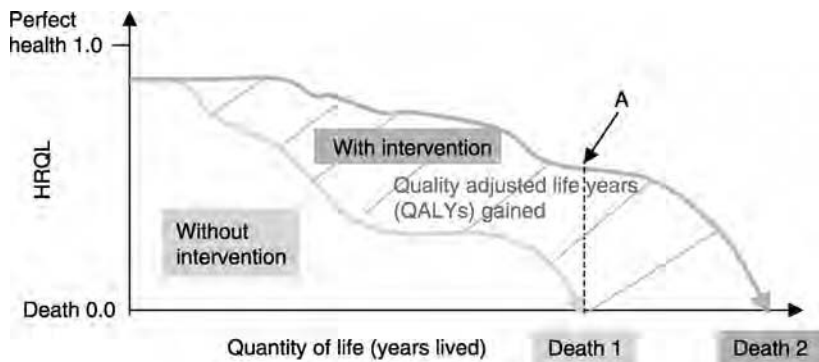 Perfect
health 1.0
A
With intervention
HRQL
Quality adjusted life years
(QALYs) gained
Without
intervention
Death 0.0
Quantity of life (years lived)
Death 1
Death 2